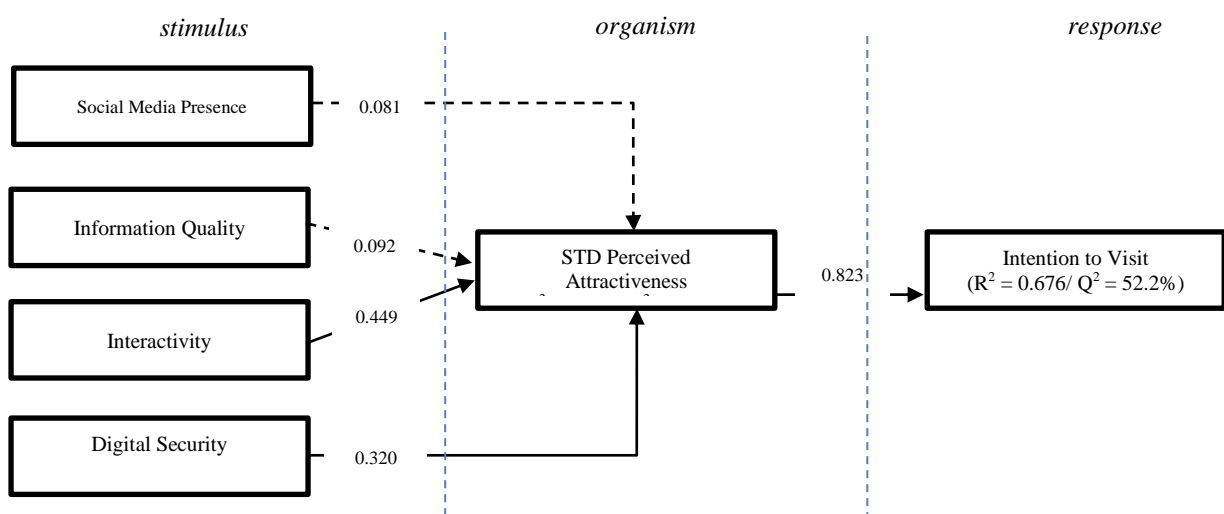 stimulus
organism
response
Social Media Presence
0.081
Information Quality
0.092
STD Perceived
Attractiveness
0.823
Intention to Visit
(R² = 0.676/ Q² = 52.2%)
0.449
Interactivity
Digital Security
0.320